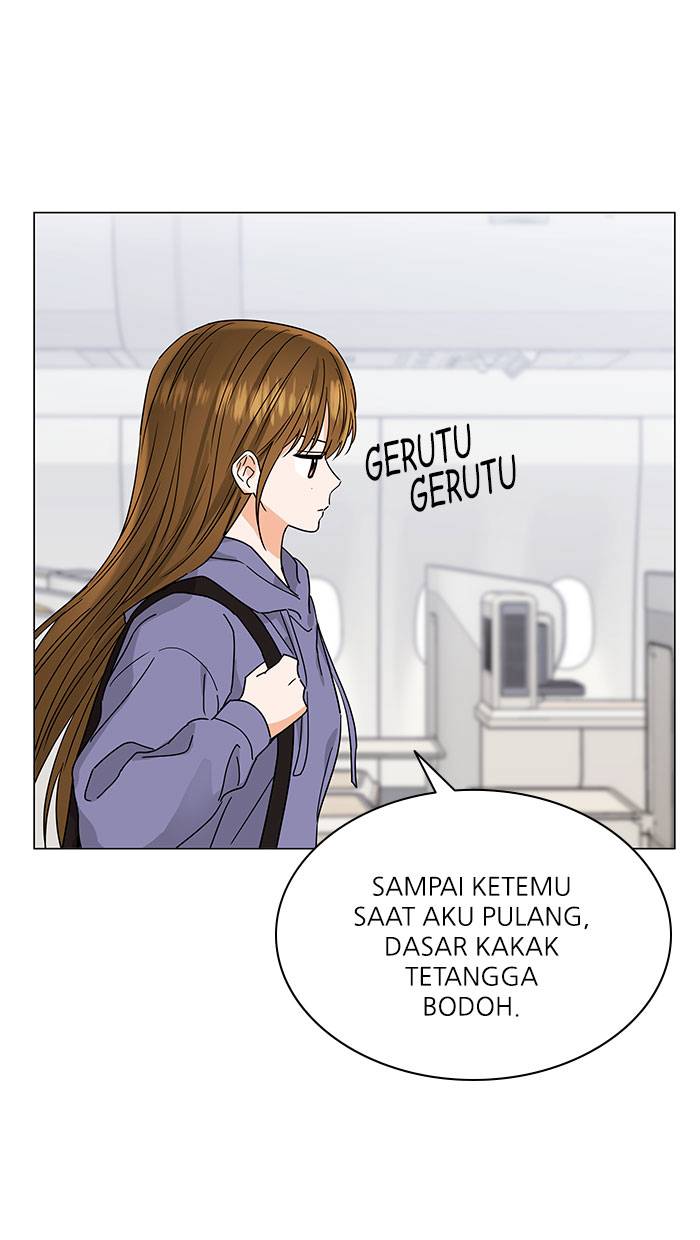 GERUTU
GERUTU
SAMPAI KETEMU
SAAT AKU PULANG,
DASAR KAKAK
TETANGGA
BODOH.